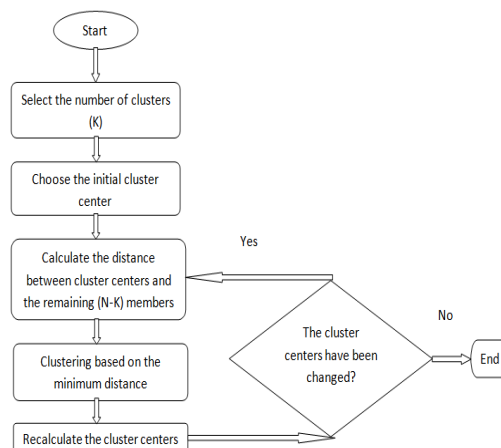 Start
Select the number of clusters
(K)
Choose the initial cluster
center
Calculate the distance
between cluster centers and
the remaining (N-K) members
Clustering based on the
minimum distance
Recalculate the cluster centers
Yes
The cluster
centers have been
changed?
No
End